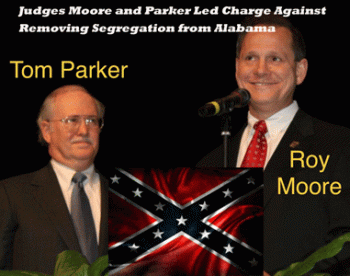 Judges Moore and Parker Led Charge Against
Removing Segregation from Alabama
Tom Parker
Roy
Moore